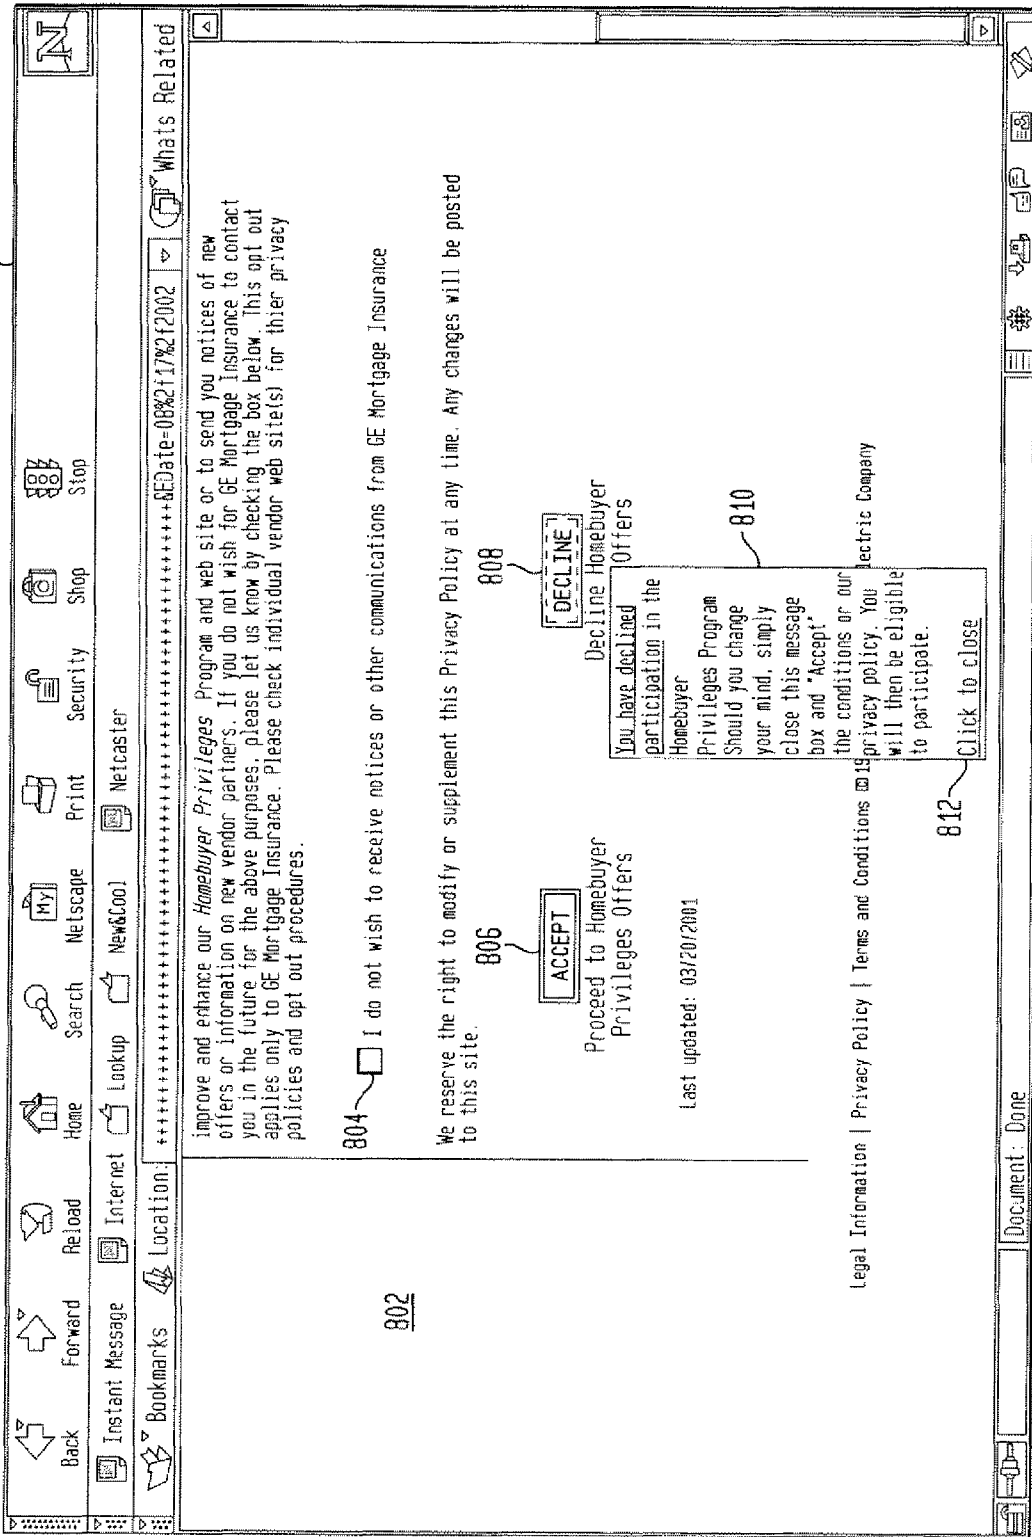 N
Back Forward Reload Home Search My Netscape Print Security Shop Stop
Instant Message Internet Lookup New&Cool Netcaster
Bookmarks Location: &EDate=08%2f17%2f2002 Whats Related
improve and enhance our Homebuyer Privileges Program and web site or to send you notices of new
offers or information on new vendor partners. If you do not wish for GE Mortgage Insurance to contact
you in the future for the above purposes, please let us know by checking the box below. This opt out
applies only to GE Mortgage Insurance. Please check individual vendor web site(s) for thier privacy
policies and opt out procedures.
804 I do not wish to receive notices or other communications from GE Mortgage Insurance
802
We reserve the right to modify or supplement this Privacy Policy at any time. Any changes will be posted
to this site.
806 808
ACCEPT DECLINE
Proceed to Homebuyer Decline Homebuyer
Privileges Offers Offers
810
You have declined
participation in the
Homebuyer
Privileges Program
Should you change
your mind, simply
close this message
box and "Accept"
the conditions or our
privacy policy. You
will then be eligible
to participate.
812 Click to close
Last updated: 03/20/2001
Legal Information | Privacy Policy | Terms and Conditions ©19 lectric Company
Document: Done